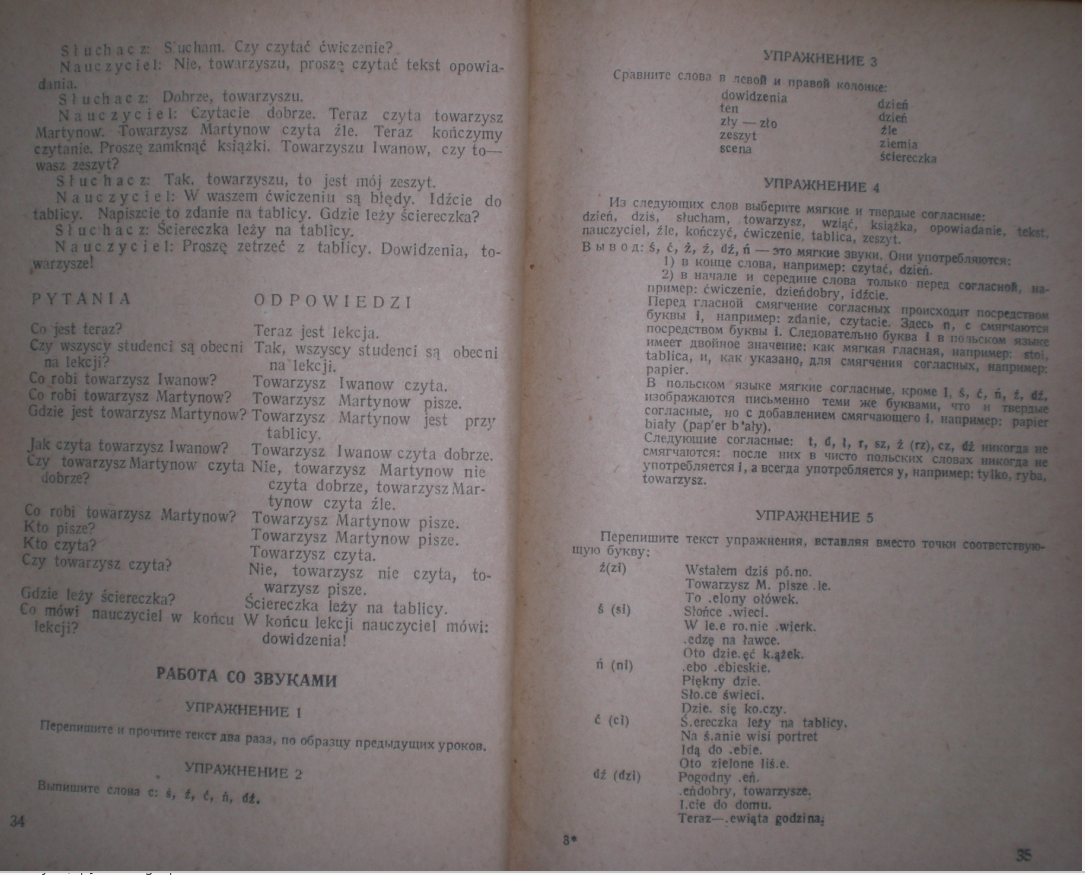 Słuchacz: Słucham. Czy czytać ćwiczenie?
Nauczyciel: Nie, towarzyszu, proszę czytać tekst opowia-
dania.
Słuchacz: Dobrze, towarzyszu.
Nauczyciel: Czytacie dobrze. Teraz czyta towarzysz
Martynow. Towarzysz Martynow czyta źle. Teraz kończymy
czytanie. Proszę zamknąć książki. Towarzyszu Iwanow, czy to—
wasz zeszyt?
Słuchacz: Tak, towarzyszu, to jest mój zeszyt.
Nauczyciel: W waszem ćwiczeniu są błędy. Idźcie do
tablicy. Napiszcie to zdanie na tablicy. Gdzie leży ściereczka?
Słuchacz: Ściereczka leży na tablicy.
Nauczyciel: Proszę zetrzeć z tablicy. Dowidzenia, to-
warzysze!
PYTANIA ODPOWIEDZI
Co jest teraz? Teraz jest lekcja.
Czy wszyscy studenci są obecni Tak, wszyscy studenci są obecni
na lekcji? na lekcji.
Co robi towarzysz Iwanow? Towarzysz Iwanow czyta.
Co robi towarzysz Martynow? Towarzysz Martynow pisze.
Gdzie jest towarzysz Martynow? Towarzysz Martynow jest przy
tablicy.
Jak czyta towarzysz Iwanow? Towarzysz Iwanow czyta dobrze.
Czy towarzysz Martynow czyta Nie, towarzysz Martynow nie
dobrze? czyta dobrze, towarzysz Mar-
tynow czyta źle.
Co robi towarzysz Martynow? Towarzysz Martynow pisze.
Kto pisze? Towarzysz Martynow pisze.
Kto czyta? Towarzysz czyta.
Czy towarzysz czyta? Nie, towarzysz nie czyta, to-
warzysz pisze.
Gdzie leży ściereczka? Ściereczka leży na tablicy.
Co mówi nauczyciel w końcu W końcu lekcji nauczyciel mówi:
lekcji? dowidzenia!
РАБОТА СО ЗВУКАМИ
УПРАЖНЕНИЕ 1
Перепишите и прочтите текст два раза, по образцу предыдущих уроков.
УПРАЖНЕНИЕ 2
Выпишите слова с: ś, ź, ć, ń, dź.
34
УПРАЖНЕНИЕ 3
Сравните слова в левой и правой колонке:
dowidzenia dzień
ten dzień
zły — zło źle
zeszyt ziemia
scena ściereczka
УПРАЖНЕНИЕ 4
Из следующих слов выберите мягкие и твердые согласные:
dzień, dziś, słucham, towarzysz, wziąć, książka, opowiadanie, tekst,
nauczyciel, źle, kończyć, ćwiczenie, tablica, zeszyt.
Вывод: ś, ć, ź, ż, dź, ń — это мягкие звуки. Они употребляются:
1) в конце слова, например: czytać, dzień.
2) в начале и середине слова только перед согласной, на-
пример: ćwiczenie, dzieńdobry, idźcie.
Перед гласной смягчение согласных происходит посредством
буквы i, например: zdanie, czytacie. Здесь n, c смягчаются
посредством буквы i. Следовательно буква i в польском языке
имеет двойное значение: как мягкая гласная, например: stoi,
tablica, и, как указано, для смягчения согласных, например:
papier.
В польском языке мягкие согласные, кроме l, ś, ć, ń, ź, dź,
изображаются письменно теми же буквами, что и твердые
согласные, но с добавлением смягчающего i, например: papier
biały (pap'er b'ały).
Следующие согласные: t, d, ł, r, sz, ż (rz), cz, dż никогда не
смягчаются: после них в чисто польских словах никогда не
употребляется i, а всегда употребляется y, например: tylko, ryba,
towarzysz.
УПРАЖНЕНИЕ 5
Перепишите текст упражнения, вставляя вместо точки соответствую-
щую букву:
ź(zi) Wstałem dziś pó.no.
Towarzysz M. pisze .le.
To .elony ołówek.
ś (si) Słońce .wieci.
W le.e ro.nie .wierk.
.edzę na ławce.
Oto dzie.ęć k.ążek.
ń (ni) .ebo .ebieskie.
Piękny dzie.
Sło.ce świeci.
Dzie. się ko.czy.
ć (ci) Ś.ereczka leży na tablicy.
Na ś.anie wisi portret
Idą do .ebie.
Oto zielone liś.e.
dź (dzi) Pogodny .eń.
.eńdobry, towarzysze.
I.cie do domu.
Teraz—.ewiąta godzina.
3*
35